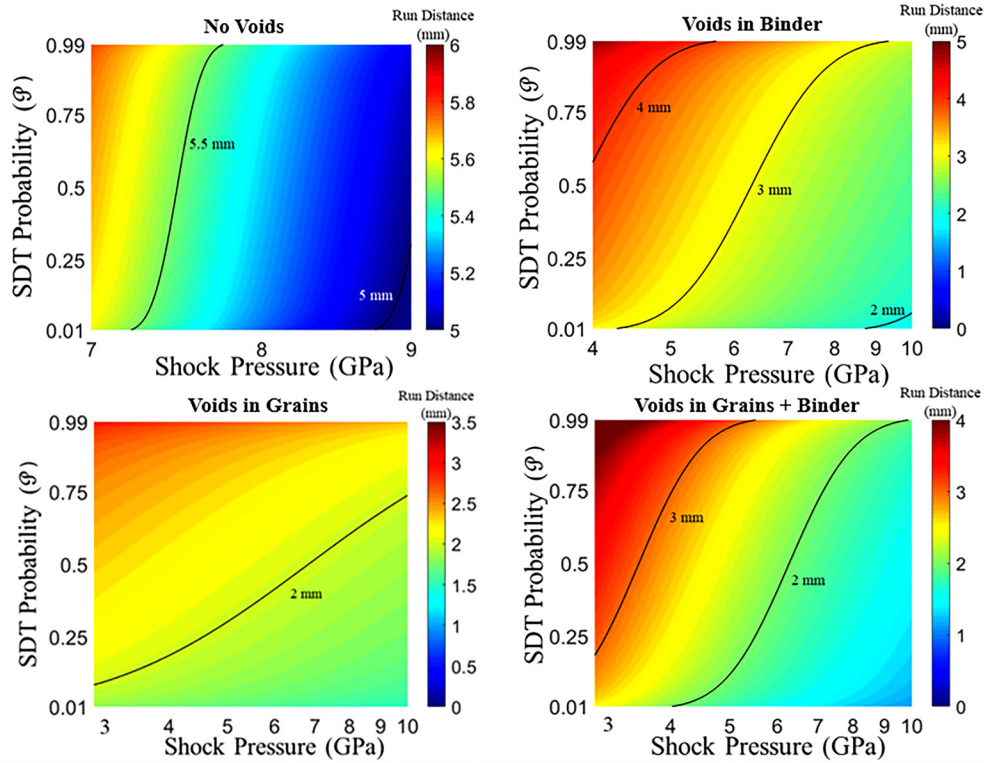 No Voids
Run Distance
(mm)
SDT Probability (𝒫)
0.99
0.75
0.5
0.25
0.01
5.5 mm
5 mm
7
8
9
Shock Pressure (GPa)
6
5.8
5.6
5.4
5.2
5
Voids in Binder
Run Distance
(mm)
SDT Probability (𝒫)
0.99
0.75
0.5
0.25
0.01
4 mm
3 mm
2 mm
4
5
6
7
8
9
10
Shock Pressure (GPa)
5
4
3
2
1
0
Voids in Grains
Run Distance
(mm)
SDT Probability (𝒫)
0.99
0.75
0.5
0.25
0.01
2 mm
3
4
5
6
7
8
9
10
Shock Pressure (GPa)
3.5
3
2.5
2
1.5
1
0.5
0
Voids in Grains + Binder
Run Distance
(mm)
SDT Probability (𝒫)
0.99
0.75
0.5
0.25
0.01
3 mm
2 mm
3
4
5
6
7
8
9
10
Shock Pressure (GPa)
4
3
2
1
0